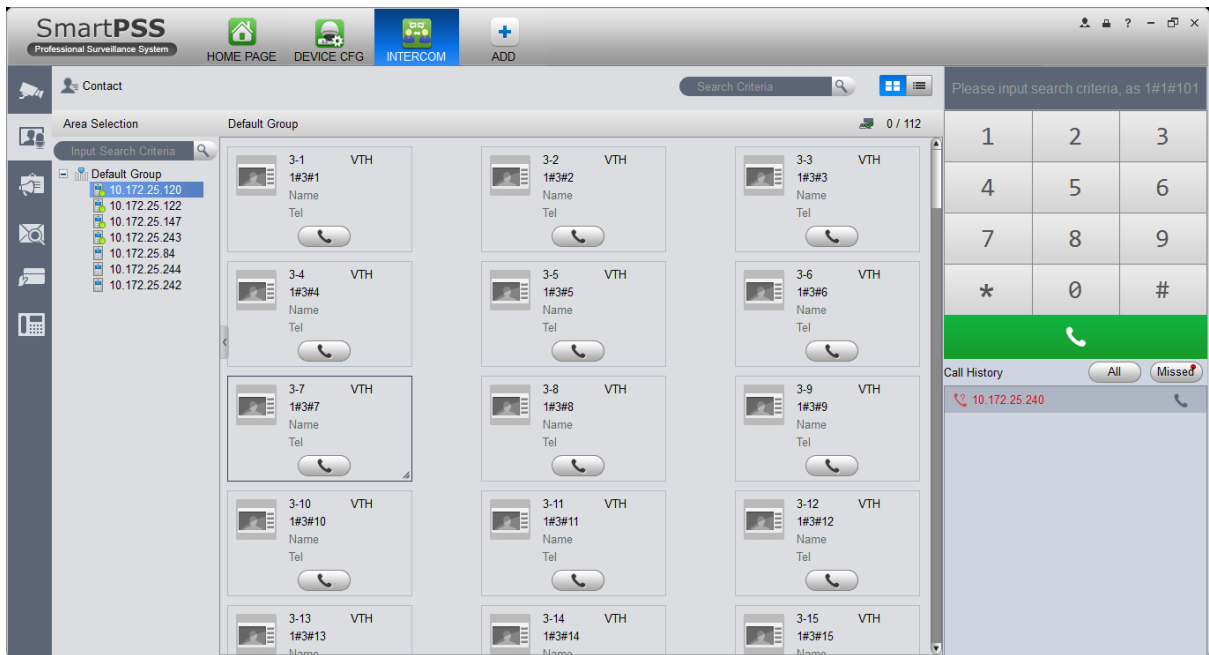 SmartPSS
Professional Surveillance System
HOME PAGE
DEVICE CFG
INTERCOM
ADD
?
Contact
Search Criteria
Please input search criteria, as 1#1#101
Area Selection
Default Group
0 / 112
Input Search Criteria
Default Group
10.172.25.120
10.172.25.122
10.172.25.147
10.172.25.243
10.172.25.84
10.172.25.244
10.172.25.242
3-1 VTH
1#3#1
Name
Tel
3-2 VTH
1#3#2
Name
Tel
3-3 VTH
1#3#3
Name
Tel
3-4 VTH
1#3#4
Name
Tel
3-5 VTH
1#3#5
Name
Tel
3-6 VTH
1#3#6
Name
Tel
3-7 VTH
1#3#7
Name
Tel
3-8 VTH
1#3#8
Name
Tel
3-9 VTH
1#3#9
Name
Tel
3-10 VTH
1#3#10
Name
Tel
3-11 VTH
1#3#11
Name
Tel
3-12 VTH
1#3#12
Name
Tel
3-13 VTH
1#3#13
Name
3-14 VTH
1#3#14
Name
3-15 VTH
1#3#15
Name
1 2 3
4 5 6
7 8 9
* 0 #
Call History
All
Missed
10.172.25.240